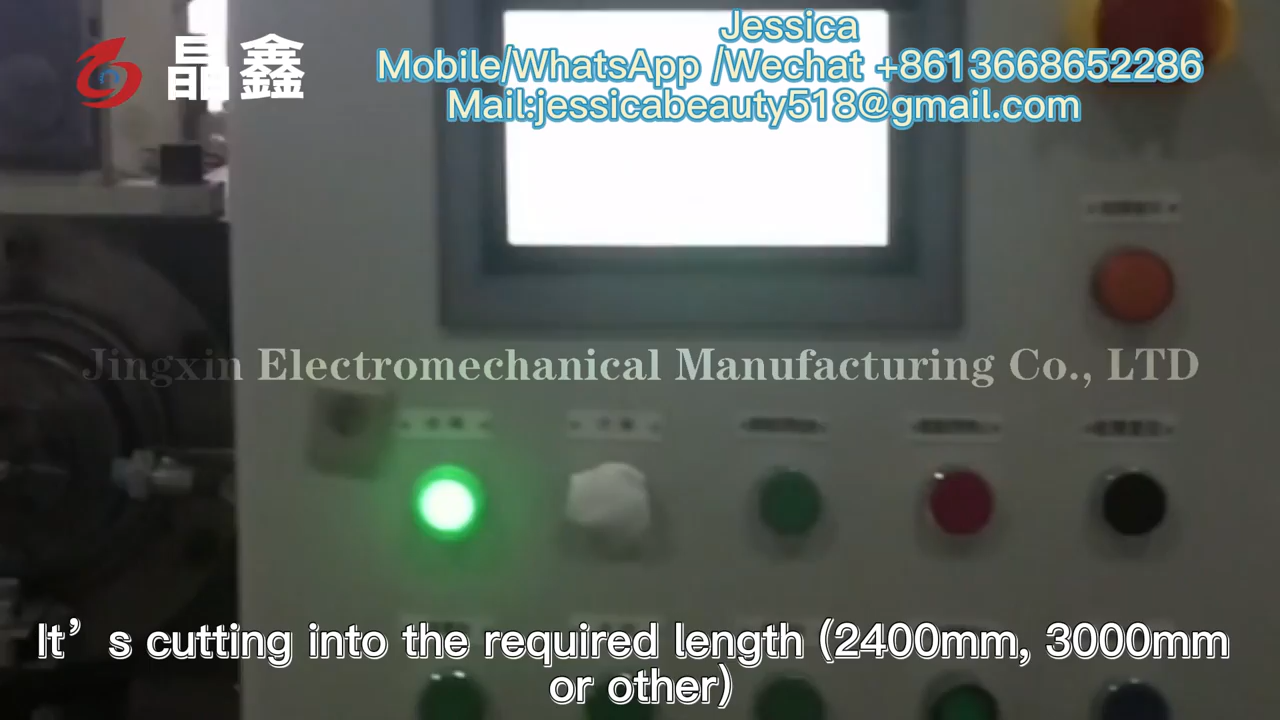 晶鑫
Jessica
Mobile/WhatsApp /Wechat +8613668652286
Mail:jessicabeauty518@gmail.com
Jingxin Electromechanical Manufacturing Co., LTD
It’s cutting into the required length (2400mm, 3000mm
or other)